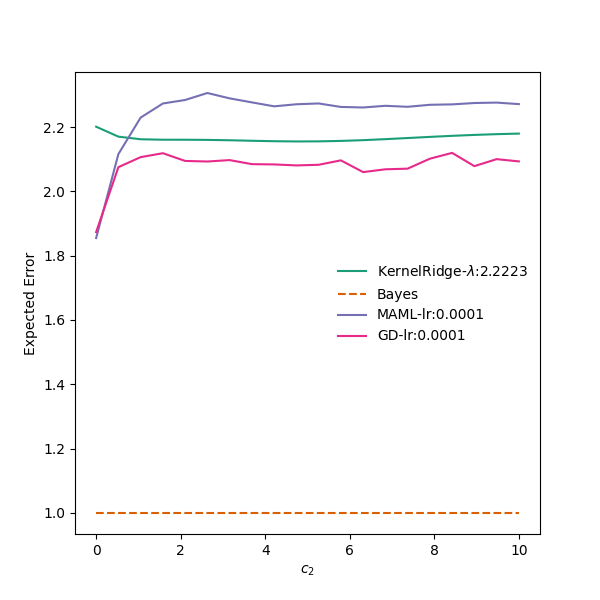 2.2
2.0
1.8
1.6
1.4
1.2
1.0
Expected Error
KernelRidge-λ:2.2223
Bayes
MAML-lr:0.0001
GD-lr:0.0001
0 2 4 6 8 10
c₂